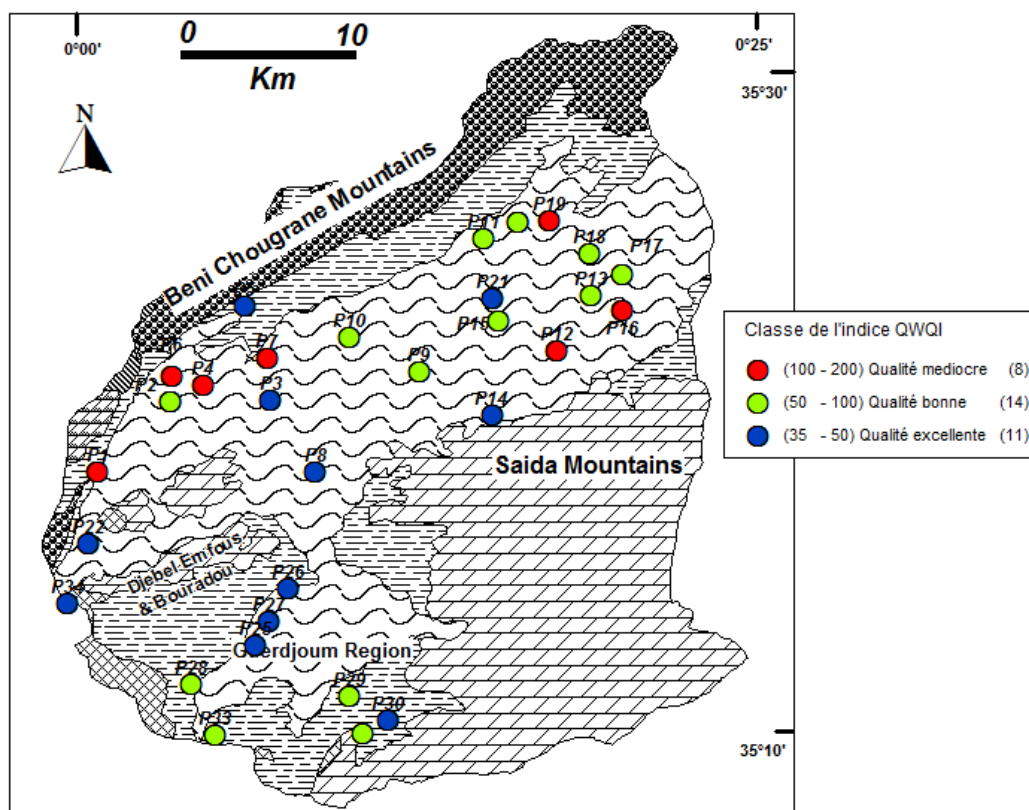 0°00'
0 10
Km
0°25'
35°30'
N
Beni Chougrane Mountains
P19
P11
P18
P17
P21
P13
P15
P16
P10
P12
P7
P6
P4
P9
P2
P3
P14
P1
P8
Saida Mountains
P22
Djebel Emfous
& Bouradou
P26
P34
P27
P25
Guerdjoum Region
P28
P29
P30
P33
35°10'
Classe de l'indice QWQI
(100 - 200) Qualité mediocre (8)
(50 - 100) Qualité bonne (14)
(35 - 50) Qualité excellente (11)